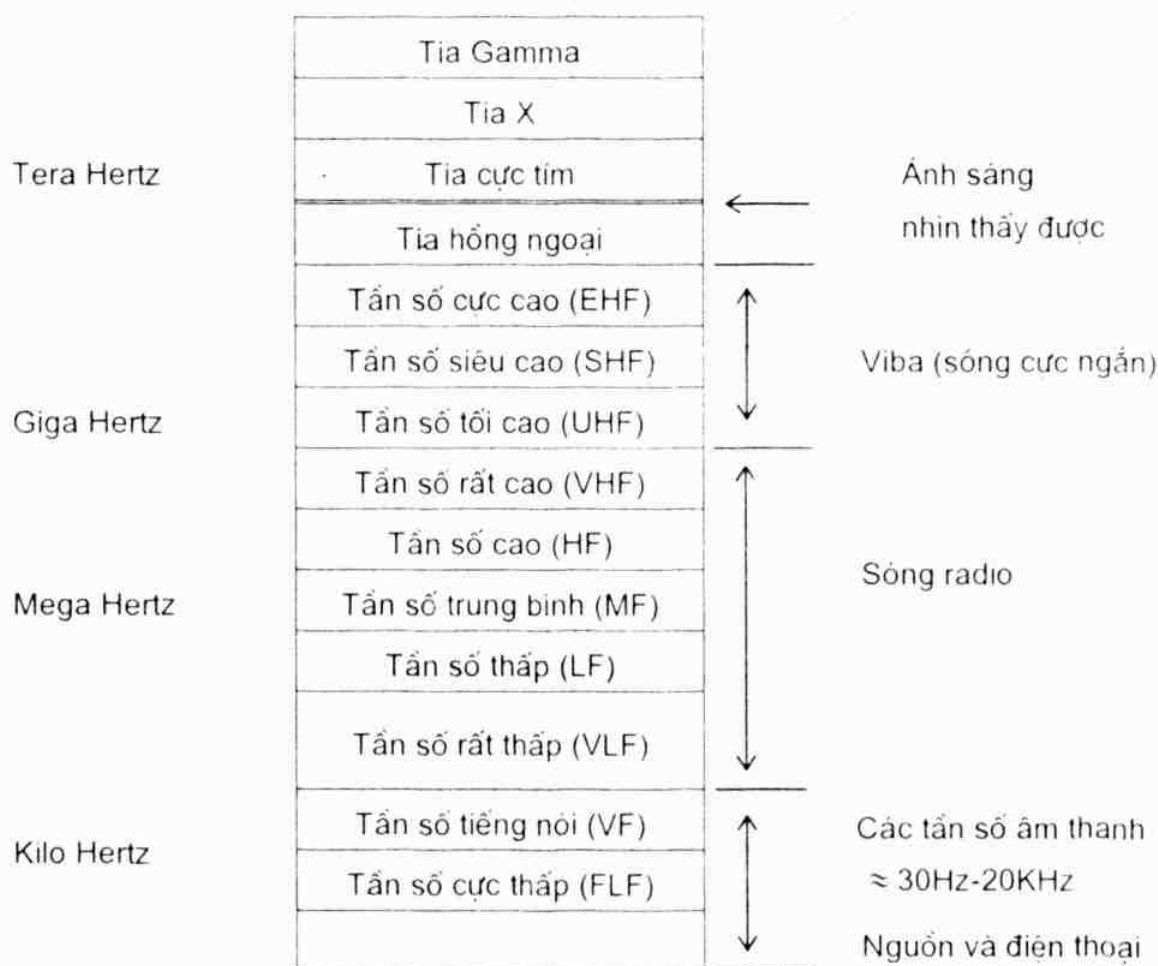 Tia Gamma
Tia X
Tera Hertz
Tia cực tím
Ánh sáng
nhìn thấy được
Tia hồng ngoại
Tần số cực cao (EHF)
Tần số siêu cao (SHF)
Viba (sóng cực ngắn)
Giga Hertz
Tần số tối cao (UHF)
Tần số rất cao (VHF)
Tần số cao (HF)
Sóng radio
Mega Hertz
Tần số trung bình (MF)
Tần số thấp (LF)
Tần số rất thấp (VLF)
Tần số tiếng nói (VF)
Các tần số âm thanh
Kilo Hertz
Tần số cực thấp (FLF)
≈ 30Hz-20KHz
Nguồn và điện thoại